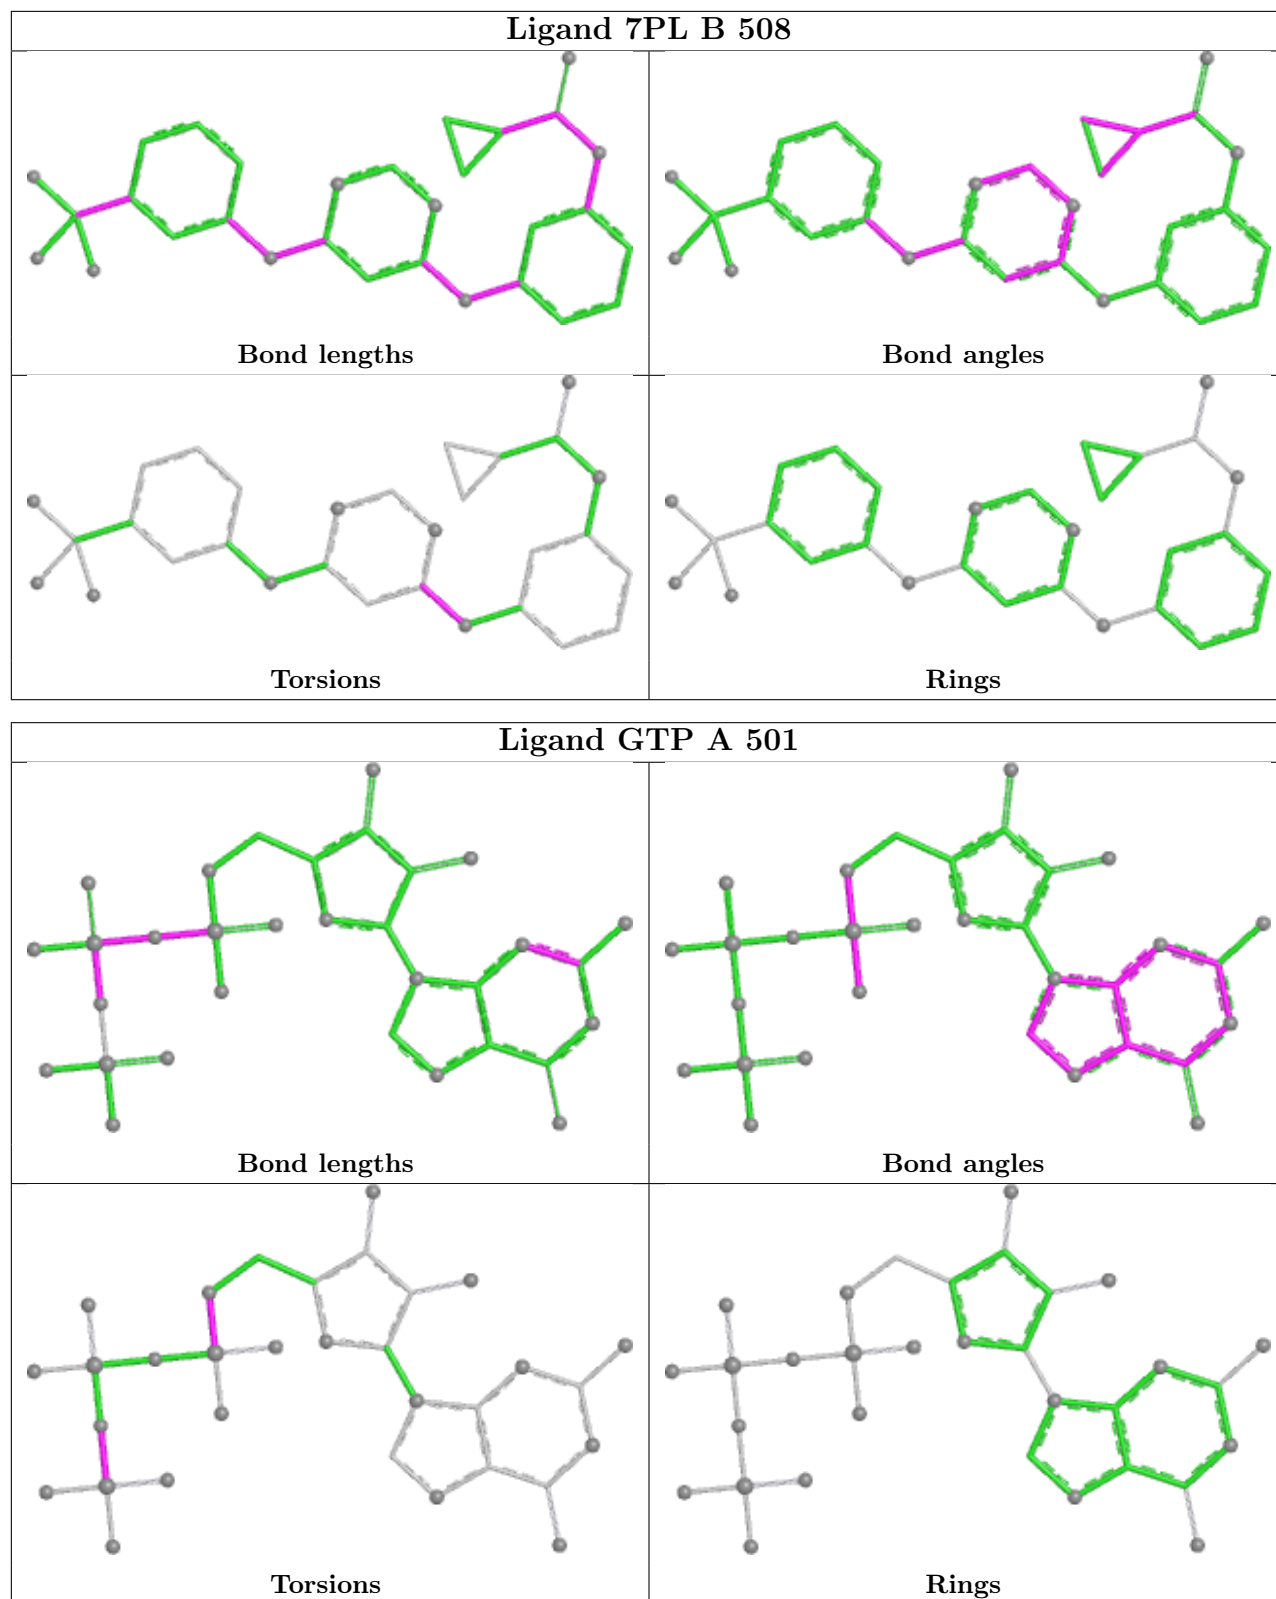 Ligand 7PL B 508
Bond lengths
Bond angles
Torsions
Rings
Ligand GTP A 501
Bond lengths
Bond angles
Torsions
Rings